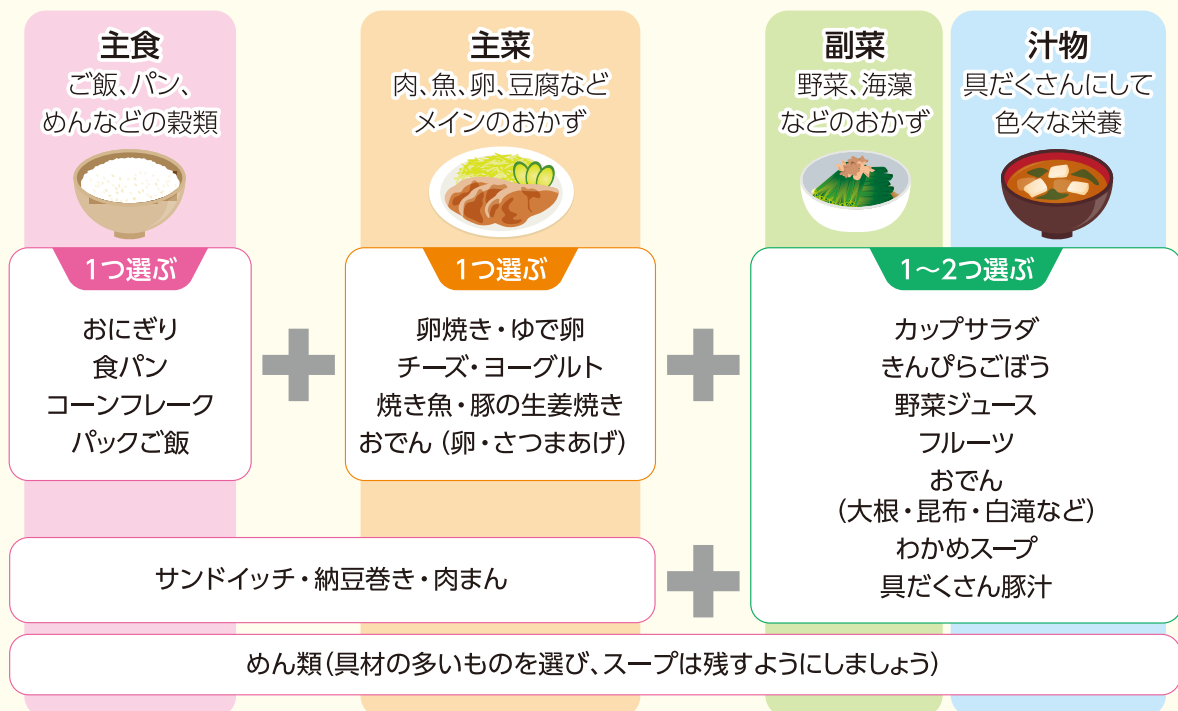 主食
ご飯、パン、
めんなどの穀類
主菜
肉、魚、卵、豆腐など
メインのおかず
副菜
野菜、海藻
などのおかず
汁物
具だくさんにして
色々な栄養
1つ選ぶ
おにぎり
食パン
コーンフレーク
パックご飯
1つ選ぶ
卵焼き・ゆで卵
チーズ・ヨーグルト
焼き魚・豚の生姜焼き
おでん（卵・さつまあげ）
1〜2つ選ぶ
カップサラダ
きんぴらごぼう
野菜ジュース
フルーツ
おでん
（大根・昆布・白滝など）
わかめスープ
具だくさん豚汁
サンドイッチ・納豆巻き・肉まん
めん類（具材の多いものを選び、スープは残すようにしましょう）